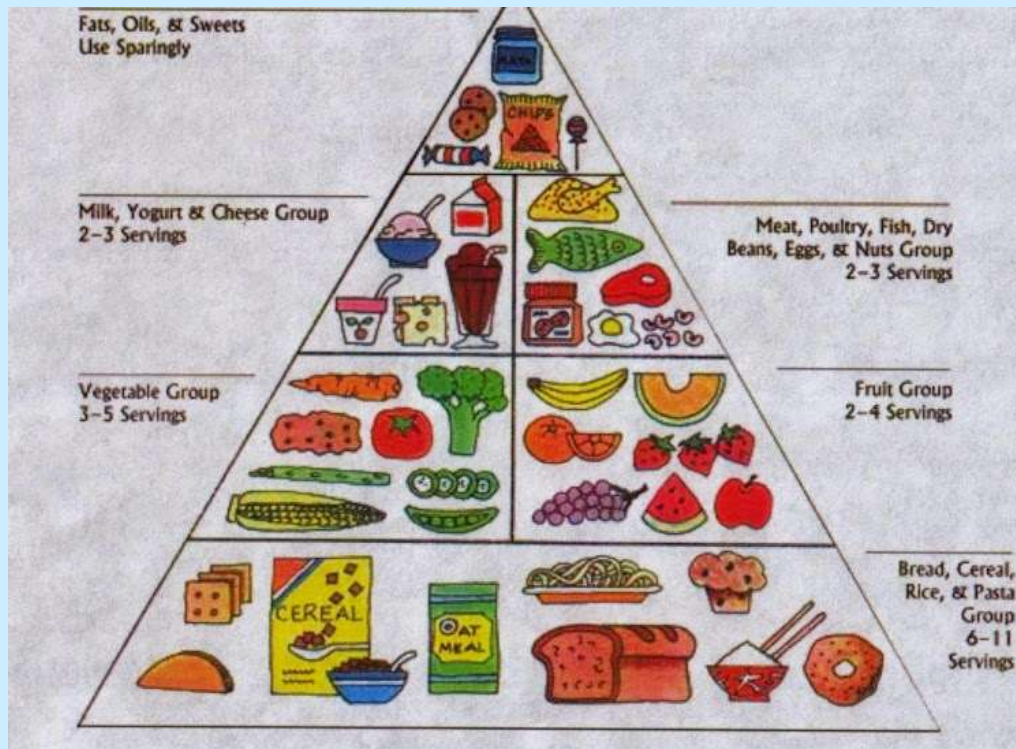 Fats, Oils, & Sweets
Use Sparingly
MAYO
CHIPS
Milk, Yogurt & Cheese Group
2–3 Servings
Meat, Poultry, Fish, Dry
Beans, Eggs, & Nuts Group
2–3 Servings
Vegetable Group
3–5 Servings
Fruit Group
2–4 Servings
CEREAL
OAT
MEAL
Bread, Cereal,
Rice, & Pasta
Group
6–11
Servings